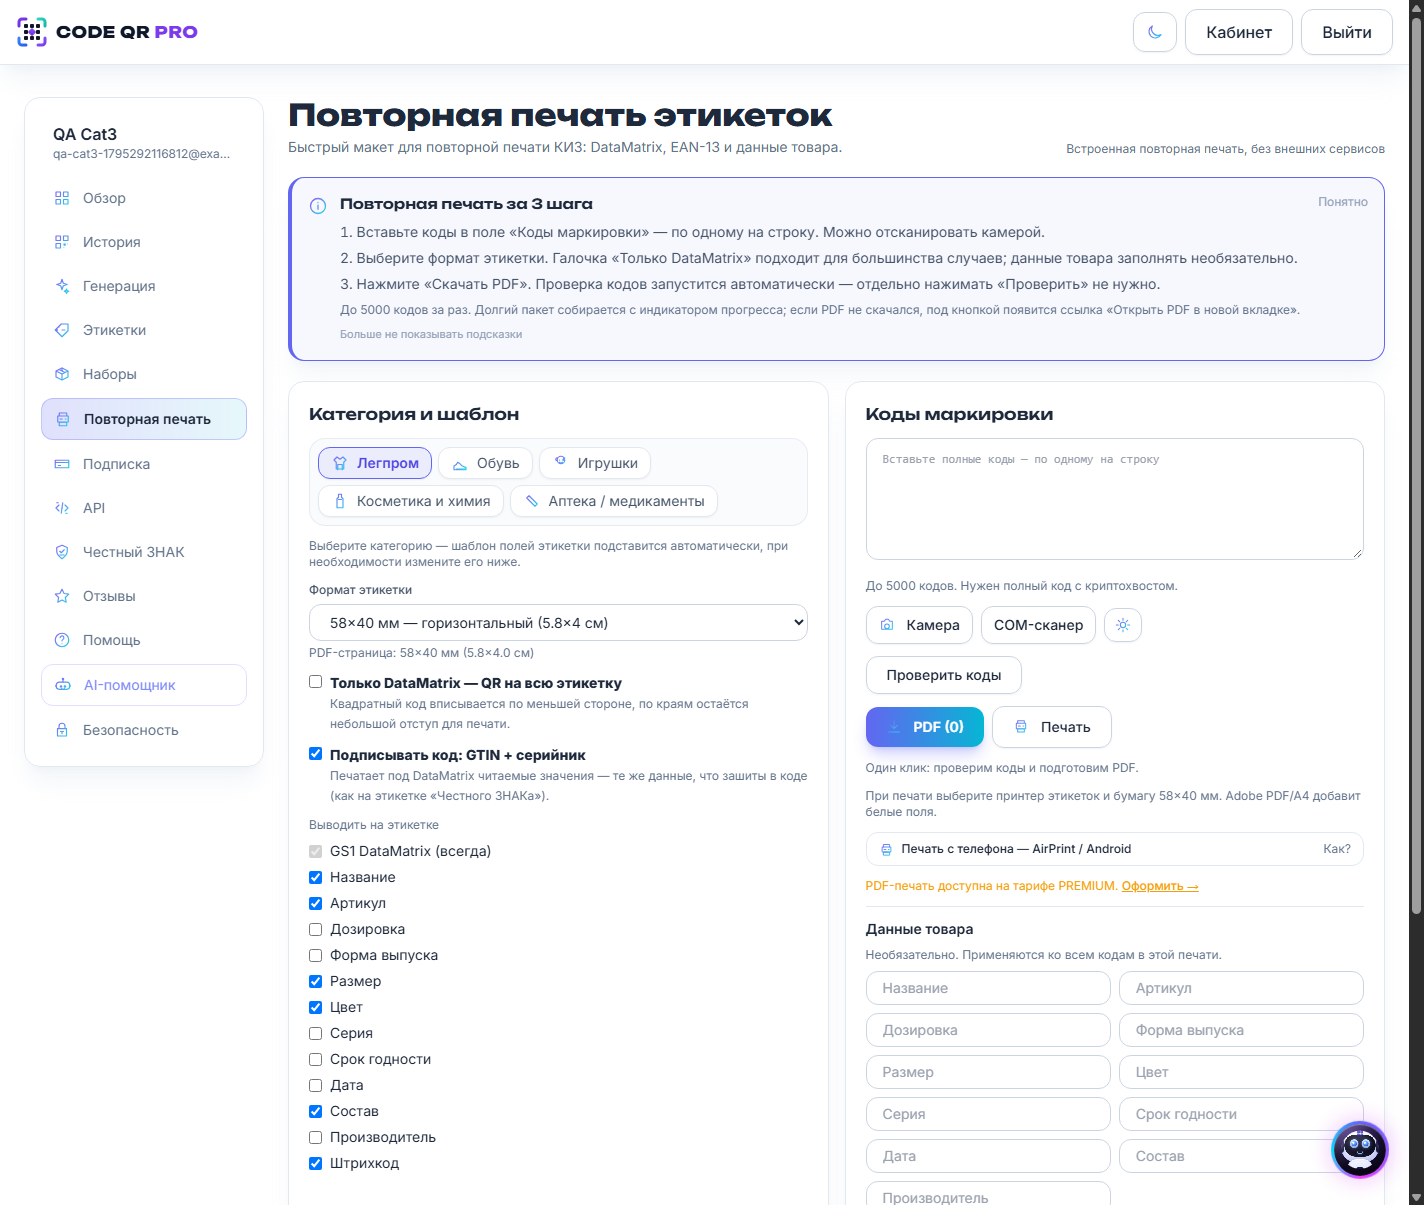 CODE QR PRO
Кабинет
Выйти
QA Cat3
qa-cat3-1795292116812@exa...
Обзор
История
Генерация
Этикетки
Наборы
Повторная печать
Подписка
API
Честный ЗНАК
Отзывы
Помощь
AI-помощник
Безопасность
Повторная печать этикеток
Быстрый макет для повторной печати КИЗ: DataMatrix, EAN-13 и данные товара.
Встроенная повторная печать, без внешних сервисов
Повторная печать за 3 шага
Понятно
1. Вставьте коды в поле «Коды маркировки» — по одному на строку. Можно отсканировать камерой.
2. Выберите формат этикетки. Галочка «Только DataMatrix» подходит для большинства случаев; данные товара заполнять необязательно.
3. Нажмите «Скачать PDF». Проверка кодов запустится автоматически — отдельно нажимать «Проверить» не нужно.
До 5000 кодов за раз. Долгий пакет собирается с индикатором прогресса; если PDF не скачался, под кнопкой появится ссылка «Открыть PDF в новой вкладке».
Больше не показывать подсказки
Категория и шаблон
Легпром
Обувь
Игрушки
Косметика и химия
Аптека / медикаменты
Выберите категорию — шаблон полей этикетки подставится автоматически, при
необходимости измените его ниже.
Формат этикетки
58×40 мм — горизонтальный (5.8×4 см)
PDF-страница: 58×40 мм (5.8×4.0 см)
Только DataMatrix — QR на всю этикетку
Квадратный код вписывается по меньшей стороне, по краям остаётся
небольшой отступ для печати.
Подписывать код: GTIN + серийник
Печатает под DataMatrix читаемые значения — те же данные, что зашиты в коде
(как на этикетке «Честного ЗНАКа»).
Выводить на этикетке
GS1 DataMatrix (всегда)
Название
Артикул
Дозировка
Форма выпуска
Размер
Цвет
Серия
Срок годности
Дата
Состав
Производитель
Штрихкод
Коды маркировки
Вставьте полные коды — по одному на строку
До 5000 кодов. Нужен полный код с криптохвостом.
Камера
COM-сканер
Проверить коды
PDF (0)
Печать
Один клик: проверим коды и подготовим PDF.
При печати выберите принтер этикеток и бумагу 58×40 мм. Adobe PDF/A4 добавит
белые поля.
Печать с телефона — AirPrint / Android
Как?
PDF-печать доступна на тарифе PREMIUM. Оформить →
Данные товара
Необязательно. Применяются ко всем кодам в этой печати.
Название
Артикул
Дозировка
Форма выпуска
Размер
Цвет
Серия
Срок годности
Дата
Состав
Производитель